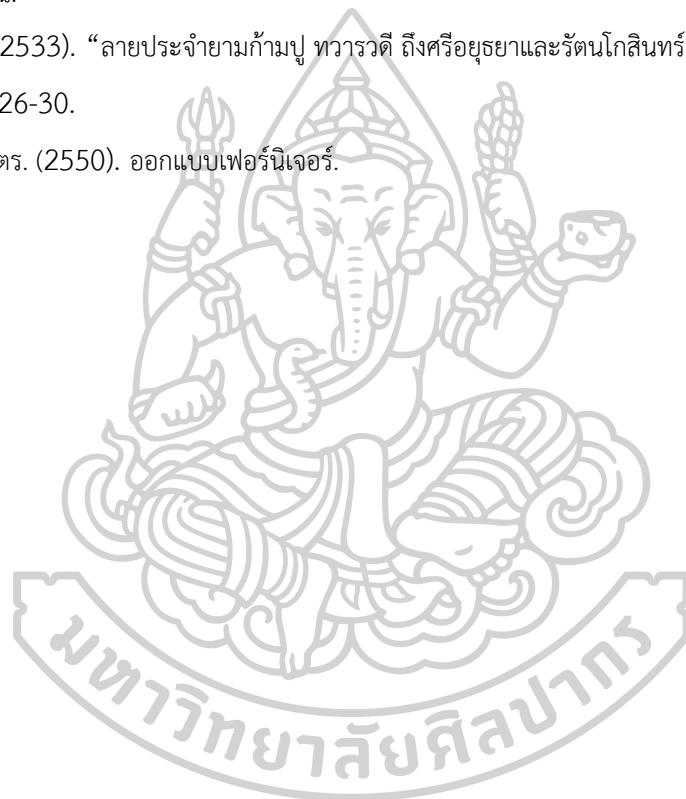 2533). “ลายประจำยามก้ามปู ทวารวดี ถึงศรีอยุธยาและรัตนโกสินทร์
26-30.
ตร. (2550). ออกแบบเฟอร์นิเจอร์.
มหาวิทยาลัยศิลปากร